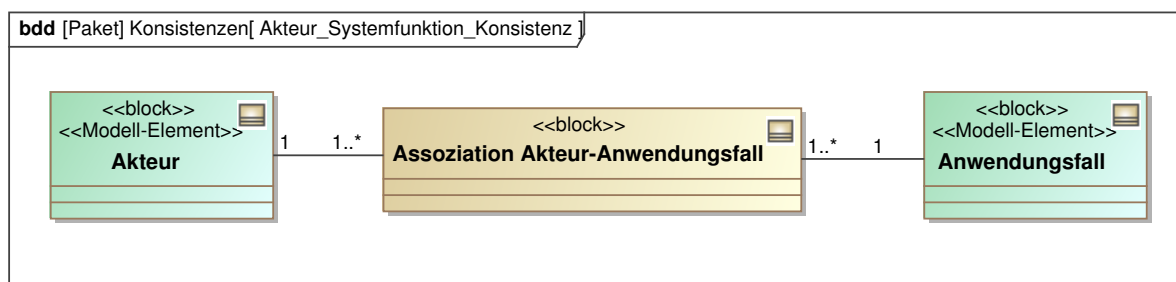 bdd [Paket] Konsistenzen[ Akteur_Systemfunktion_Konsistenz ]
<<block>>
<<Modell-Element>>
Akteur
1
1..*
<<block>>
Assoziation Akteur-Anwendungsfall
1..*
1
<<block>>
<<Modell-Element>>
Anwendungsfall